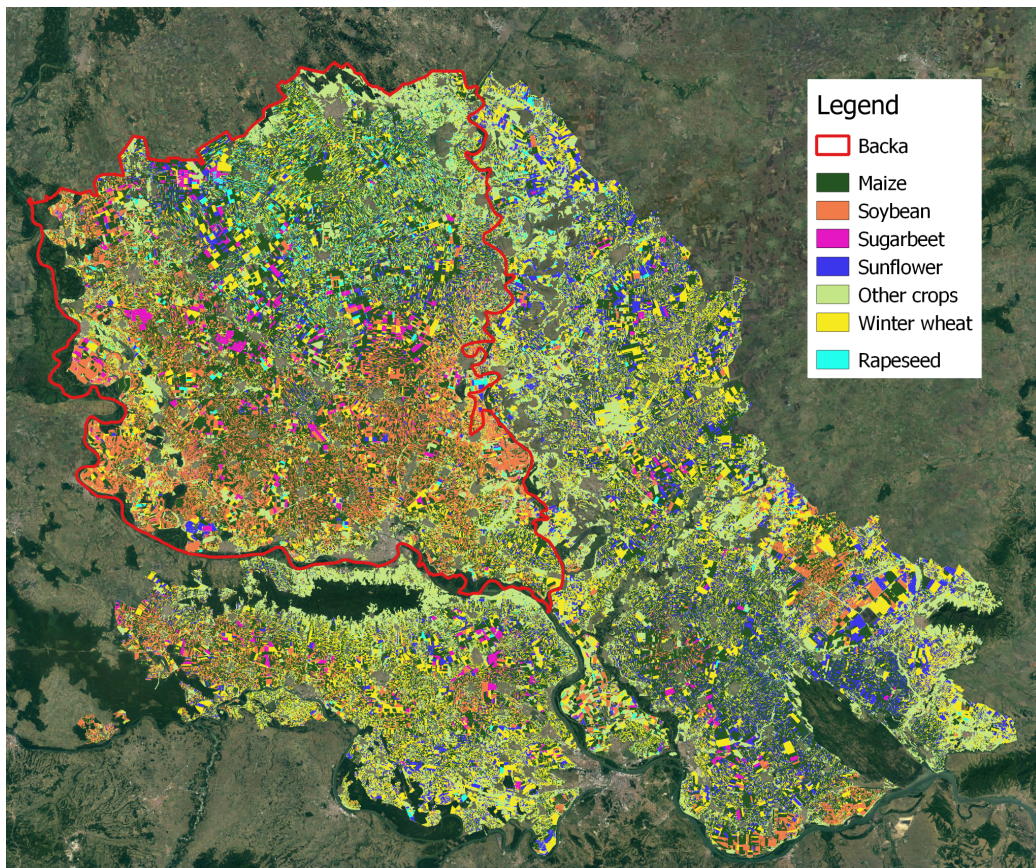 Legend
Backa
Maize
Soybean
Sugarbeet
Sunflower
Other crops
Winter wheat
Rapeseed